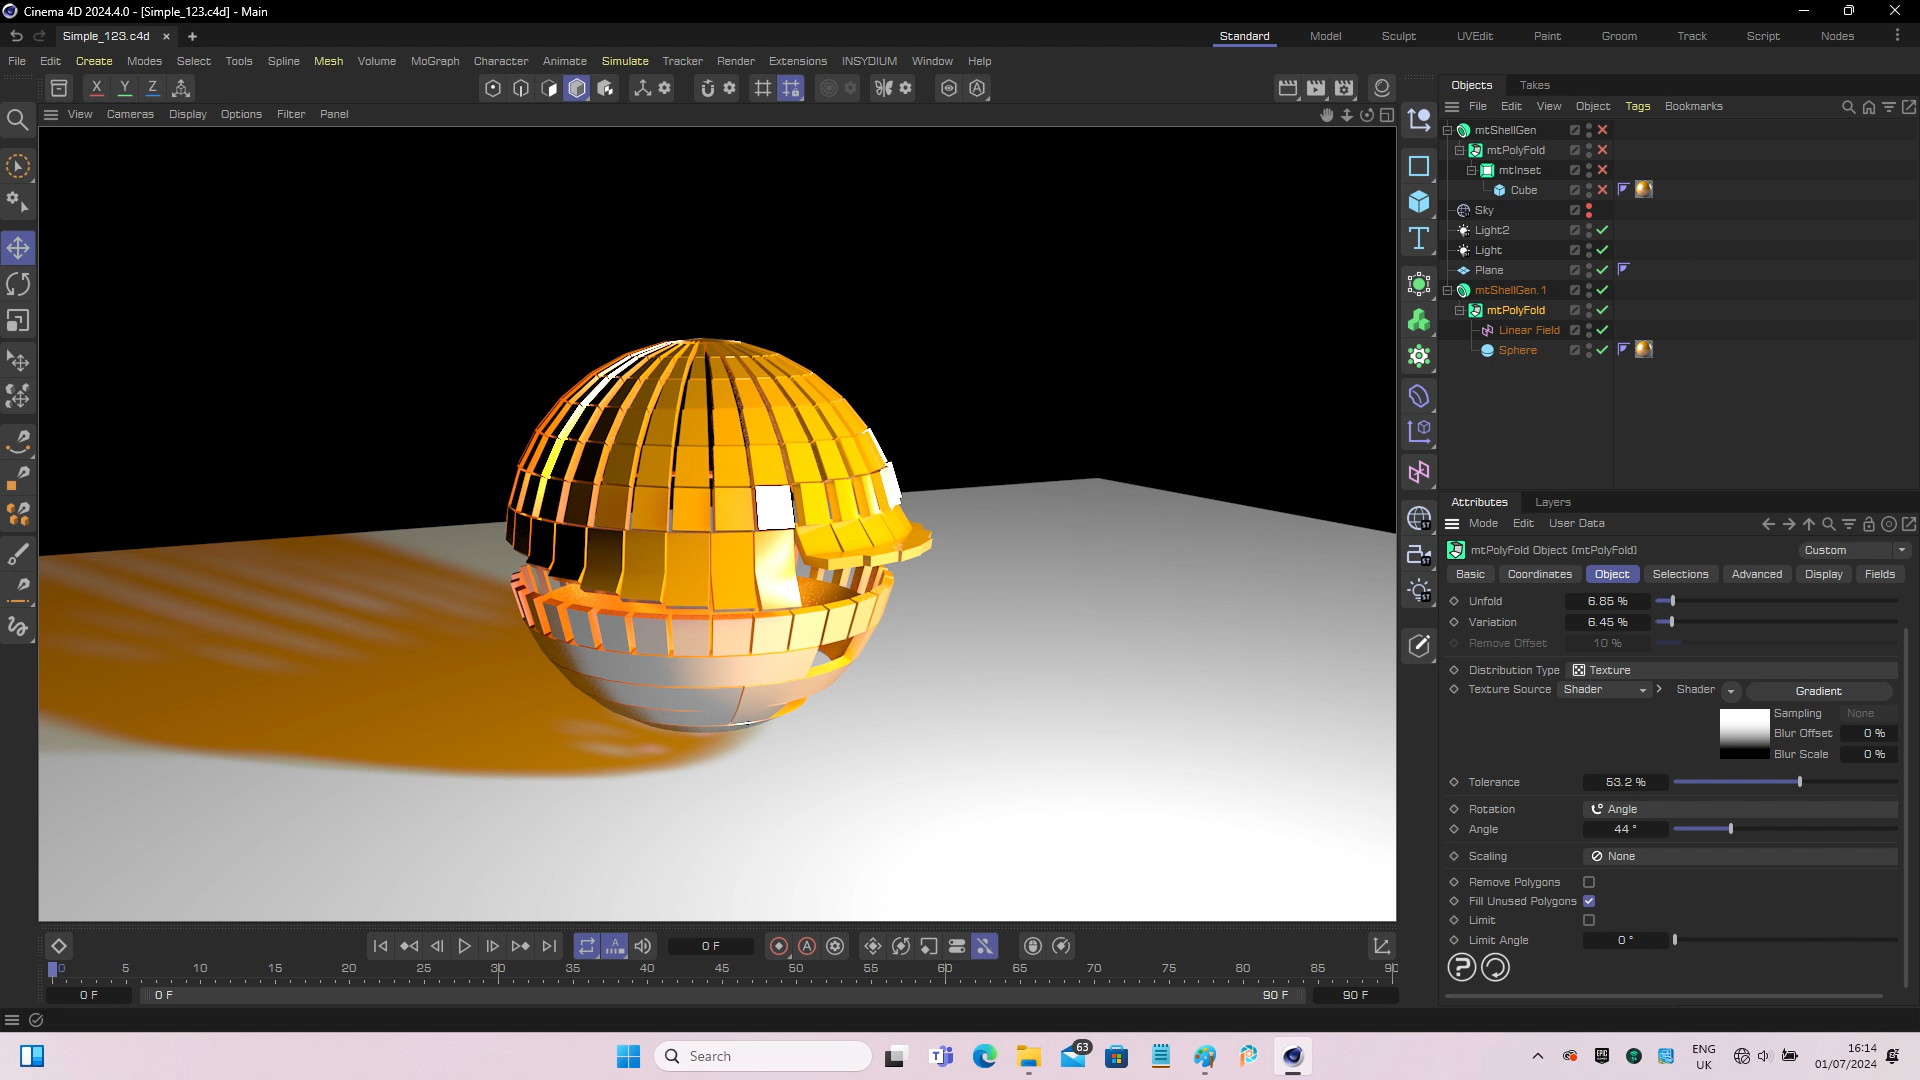 Cinema 4D 2024.4.0 - [Simple_123.c4d] - Main
Simple_123.c4d × +
Standard Model Sculpt UVEdit Paint Groom Track Script Nodes
File Edit Create Modes Select Tools Spline Mesh Volume MoGraph Character Animate Simulate Tracker Render Extensions INSYDIUM Window Help
X Y Z
Objects Takes
File Edit View Object Tags Bookmarks
View Cameras Display Options Filter Panel
mtShellGen
mtPolyFold
mtInset
Cube
Sky
Light2
Light
Plane
mtShellGen.1
mtPolyFold
Linear Field
Sphere
Attributes Layers
Mode Edit User Data
mtPolyFold Object [mtPolyFold] Custom
Basic Coordinates Object Selections Advanced Display Fields
Unfold 6.85 %
Variation 6.45 %
Remove Offset 10 %
Distribution Type Texture
Texture Source Shader > Shader Gradient
Sampling None
Blur Offset 0 %
Blur Scale 0 %
Tolerance 53.2 %
Rotation Angle
Angle 44 °
Scaling None
Remove Polygons
Fill Unused Polygons
Limit
Limit Angle 0 °
0 F
0 5 10 15 20 25 30 35 40 45 50 55 60 65 70 75 80 85 90
0 F 0 F 90 F 90 F
Search
63
ENG
UK
16:14
01/07/2024